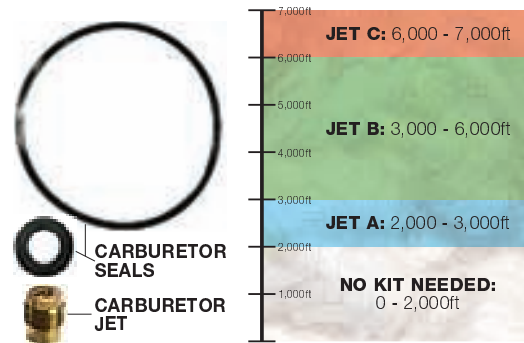 7,000ft
JET C: 6,000 - 7,000ft
6,000ft
5,000ft
JET B: 3,000 - 6,000ft
4,000ft
3,000ft
JET A: 2,000 - 3,000ft
2,000ft
CARBURETOR
SEALS
NO KIT NEEDED:
0 - 2,000ft
1,000ft
CARBURETOR
JET